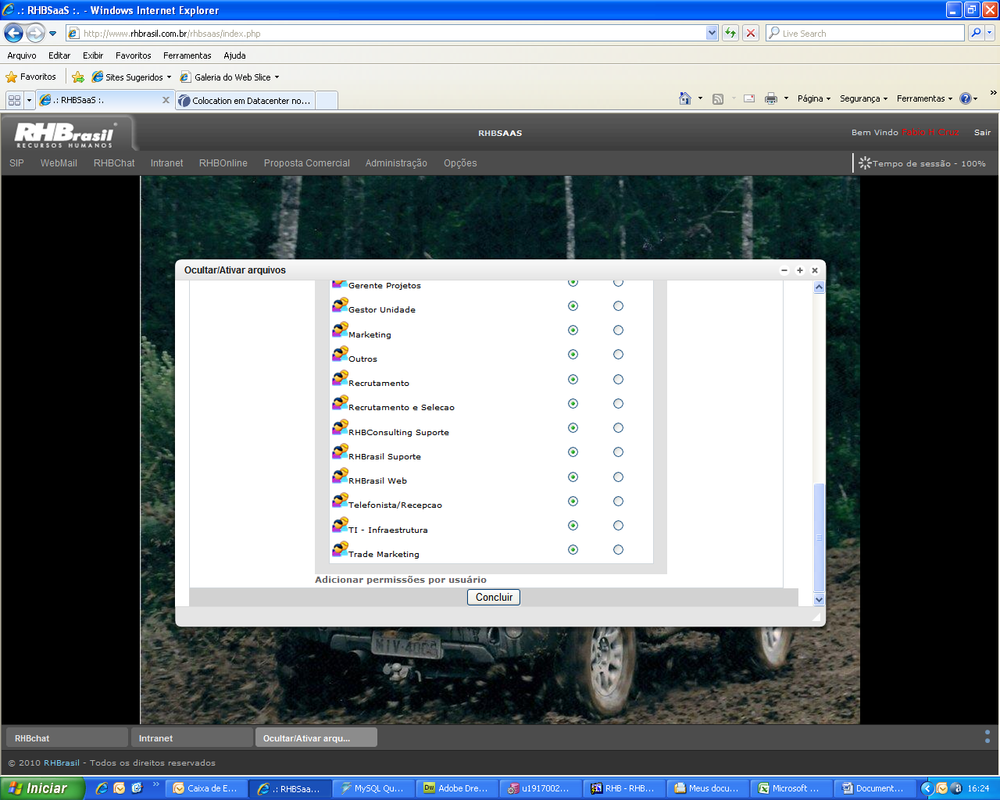 .: RHBSaaS :. - Windows Internet Explorer
http://www.rhbrasil.com.br/rhbsaas/index.php
Live Search
Arquivo Editar Exibir Favoritos Ferramentas Ajuda
Favoritos Sites Sugeridos Galeria do Web Slice
.: RHBSaaS :. Colocation em Datacenter no... Página Segurança Ferramentas
RHBrasil
RECURSOS HUMANOS
RHBSAAS
Bem Vindo Fabio H Cruz Sair
SIP WebMail RHBChat Intranet RHBOnline Proposta Comercial Administração Opções Tempo de sessão - 100%
Ocultar/Ativar arquivos
Gerente Projetos
Gestor Unidade
Marketing
Outros
Recrutamento
Recrutamento e Selecao
RHBConsulting Suporte
RHBrasil Suporte
RHBrasil Web
Telefonista/Recepcao
TI - Infraestrutura
Trade Marketing
Adicionar permissões por usuário
Concluir
RHBchat Intranet Ocultar/Ativar arqu...
© 2010 RHBrasil - Todos os direitos reservados
Iniciar Caixa de E... .: RHBSaa... MySQL Qu... Adobe Dre... u1917002... RHB - RHB... Meus docu... Microsoft ... Document... 16:24